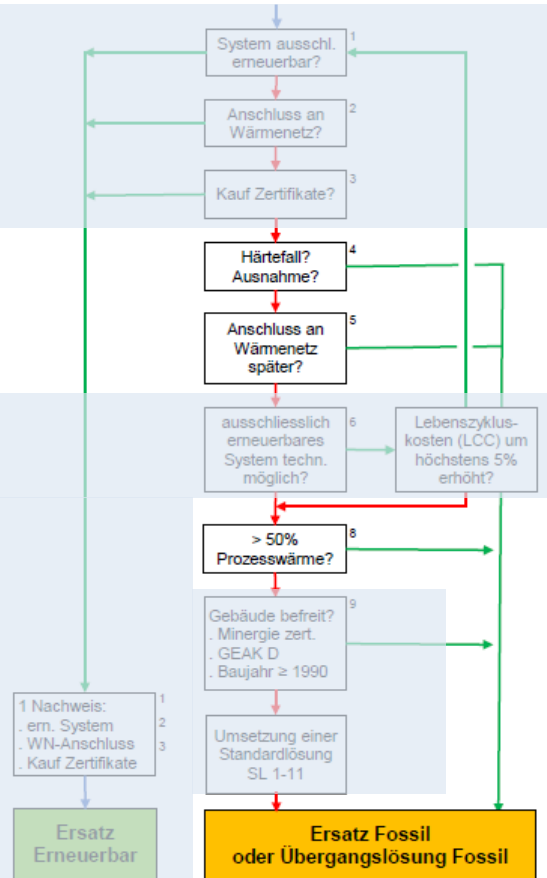 System ausschl.
erneuerbar?
1
Anschluss an
Wärmenetz?
2
Kauf Zertifikate?
3
Härtefall?
Ausnahme?
4
Anschluss an
Wärmenetz
später?
5
ausschliesslich
erneuerbares
System techn.
möglich?
6
Lebenszyklus-
kosten (LCC) um
höchstens 5%
erhöht?
> 50%
Prozesswärme?
8
Gebäude befreit?
. Minergie zert.
. GEAK D
. Baujahr ≥ 1990
9
1 Nachweis:
. ern. System
. WN-Anschluss
. Kauf Zertifikate
1
2
3
Umsetzung einer
Standardlösung
SL 1-11
Ersatz
Erneuerbar
Ersatz Fossil
oder Übergangslösung Fossil